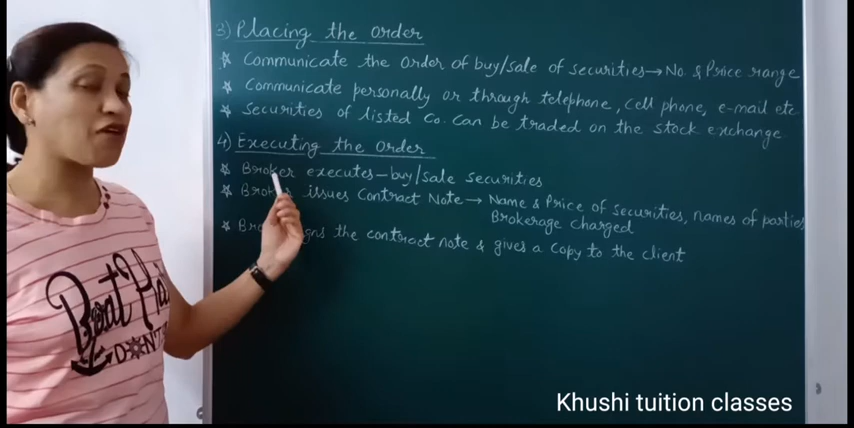 3) Placing the order
☆ Communicate the order of buy/sale of securities → No. & Price range
☆ Communicate personally or through telephone, cell phone, e-mail etc
☆ Securities of listed Co. can be traded on the stock exchange
4) Executing the order
☆ Broker executes - buy/sale securities
☆ issues Contract Note → Name & Price of securities, names of parties
Brokerage charged
☆ the contract note & gives a copy to the client
Boat
DON'T
Khushi tuition classes